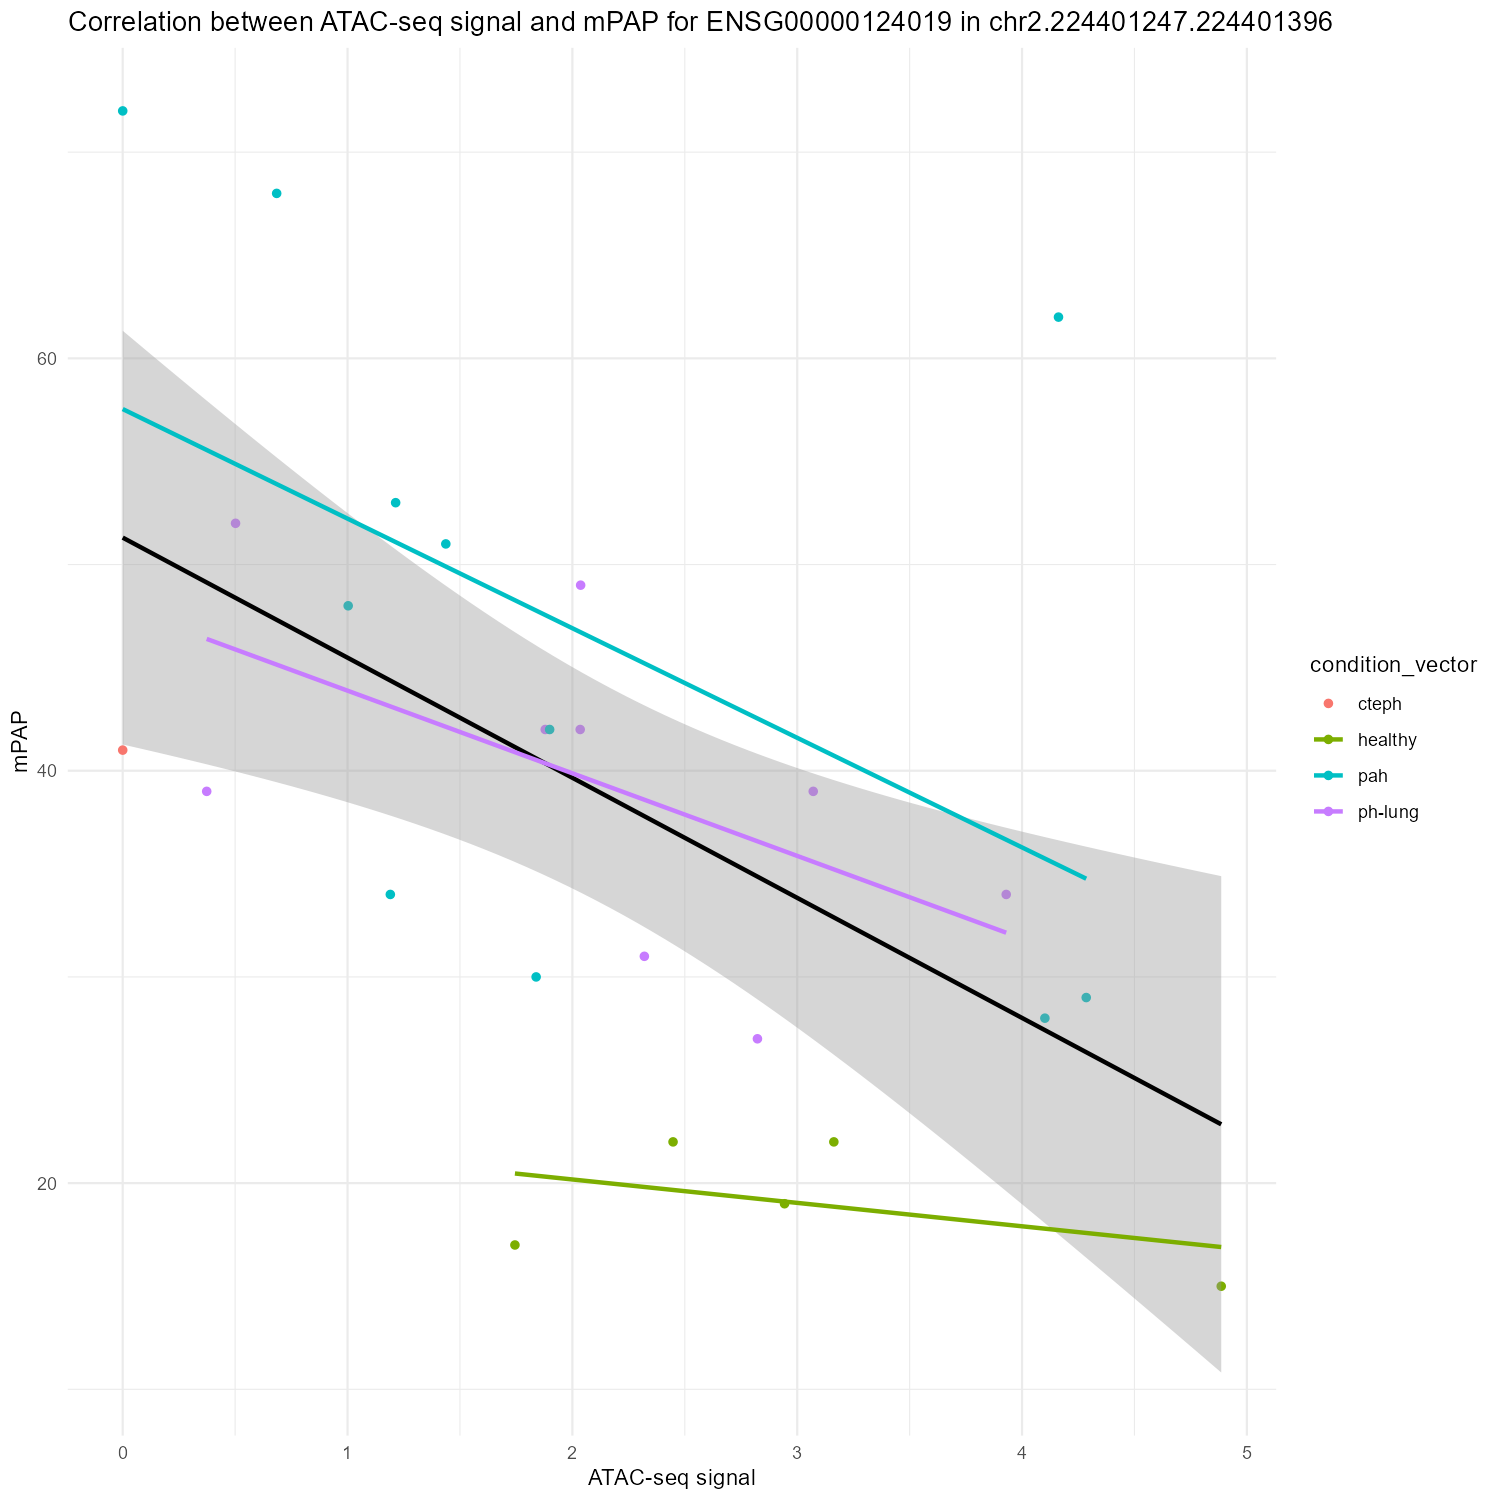 Correlation between ATAC-seq signal and mPAP for ENSG00000124019 in chr2.224401247.224401396
60
40
20
mPAP
0 1 2 3 4 5
ATAC-seq signal
condition_vector
cteph
healthy
pah
ph-lung